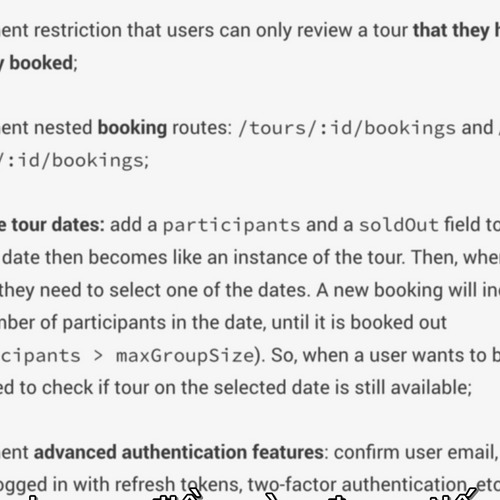 ent restriction that users can only review a tour that they h
y booked;
ent nested booking routes: /tours/:id/bookings and /
/:id/bookings;
e tour dates: add a participants and a soldOut field to
date then becomes like an instance of the tour. Then, whe
they need to select one of the dates. A new booking will in
nber of participants in the date, until it is booked out
cipants > maxGroupSize). So, when a user wants to b
ed to check if tour on the selected date is still available;
ent advanced authentication features: confirm user email,
ogged in with refresh tokens, two-factor authentication, etc